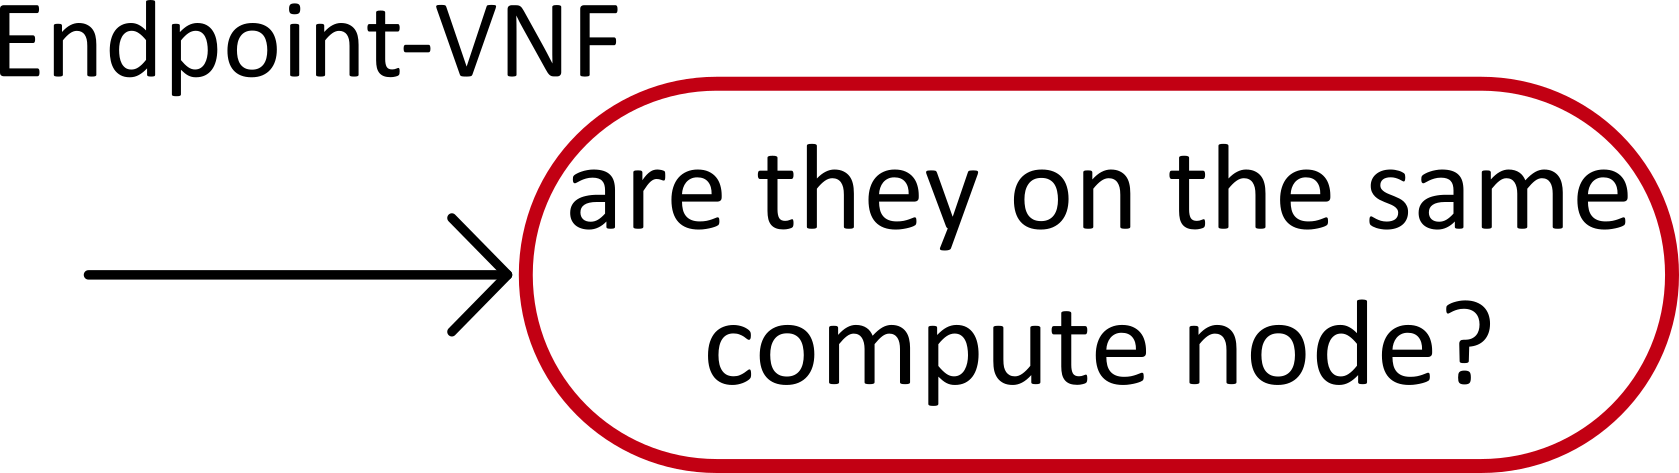 Endpoint-VNF
are they on the same
compute node?